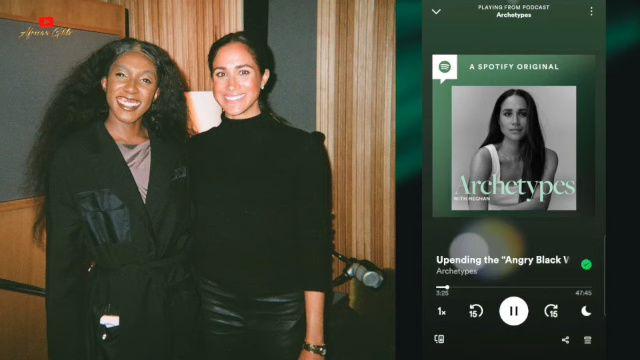 PLAYING FROM PODCAST
Archetypes
A SPOTIFY ORIGINAL
Archetypes
WITH MEGHAN
Upending the "Angry Black W
Archetypes
3:25
47:45
1x
15
15